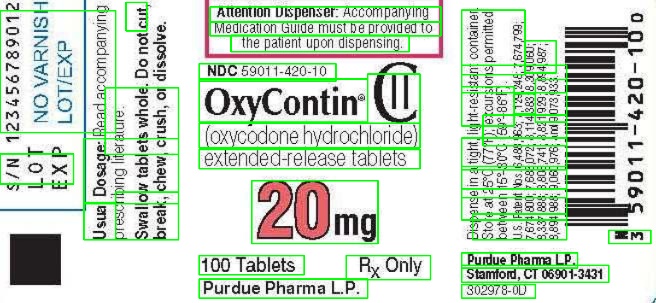 S/N 123456789012
NO VARNISH
LOT/EXP
LOT
EXP
Usual Dosage: Read accompanying
prescribing literature.
Swallow tablets whole. Do not cut,
break, chew, crush, or dissolve.
Attention Dispenser: Accompanying
Medication Guide must be provided to
the patient upon dispensing.
NDC 59011-420-10
OxyContin® CII
(oxycodone hydrochloride)
extended-release tablets
20 mg
100 Tablets Rx Only
Purdue Pharma L.P.
Dispense in a tight, light-resistant container.
Store at 25°C (77°F); excursions permitted
between 15°-30°C (59°-86°F).
U.S. Patent Nos.
Purdue Pharma L.P.
Stamford, CT 06901-3431
302978-0D
3 59011-420-10 0